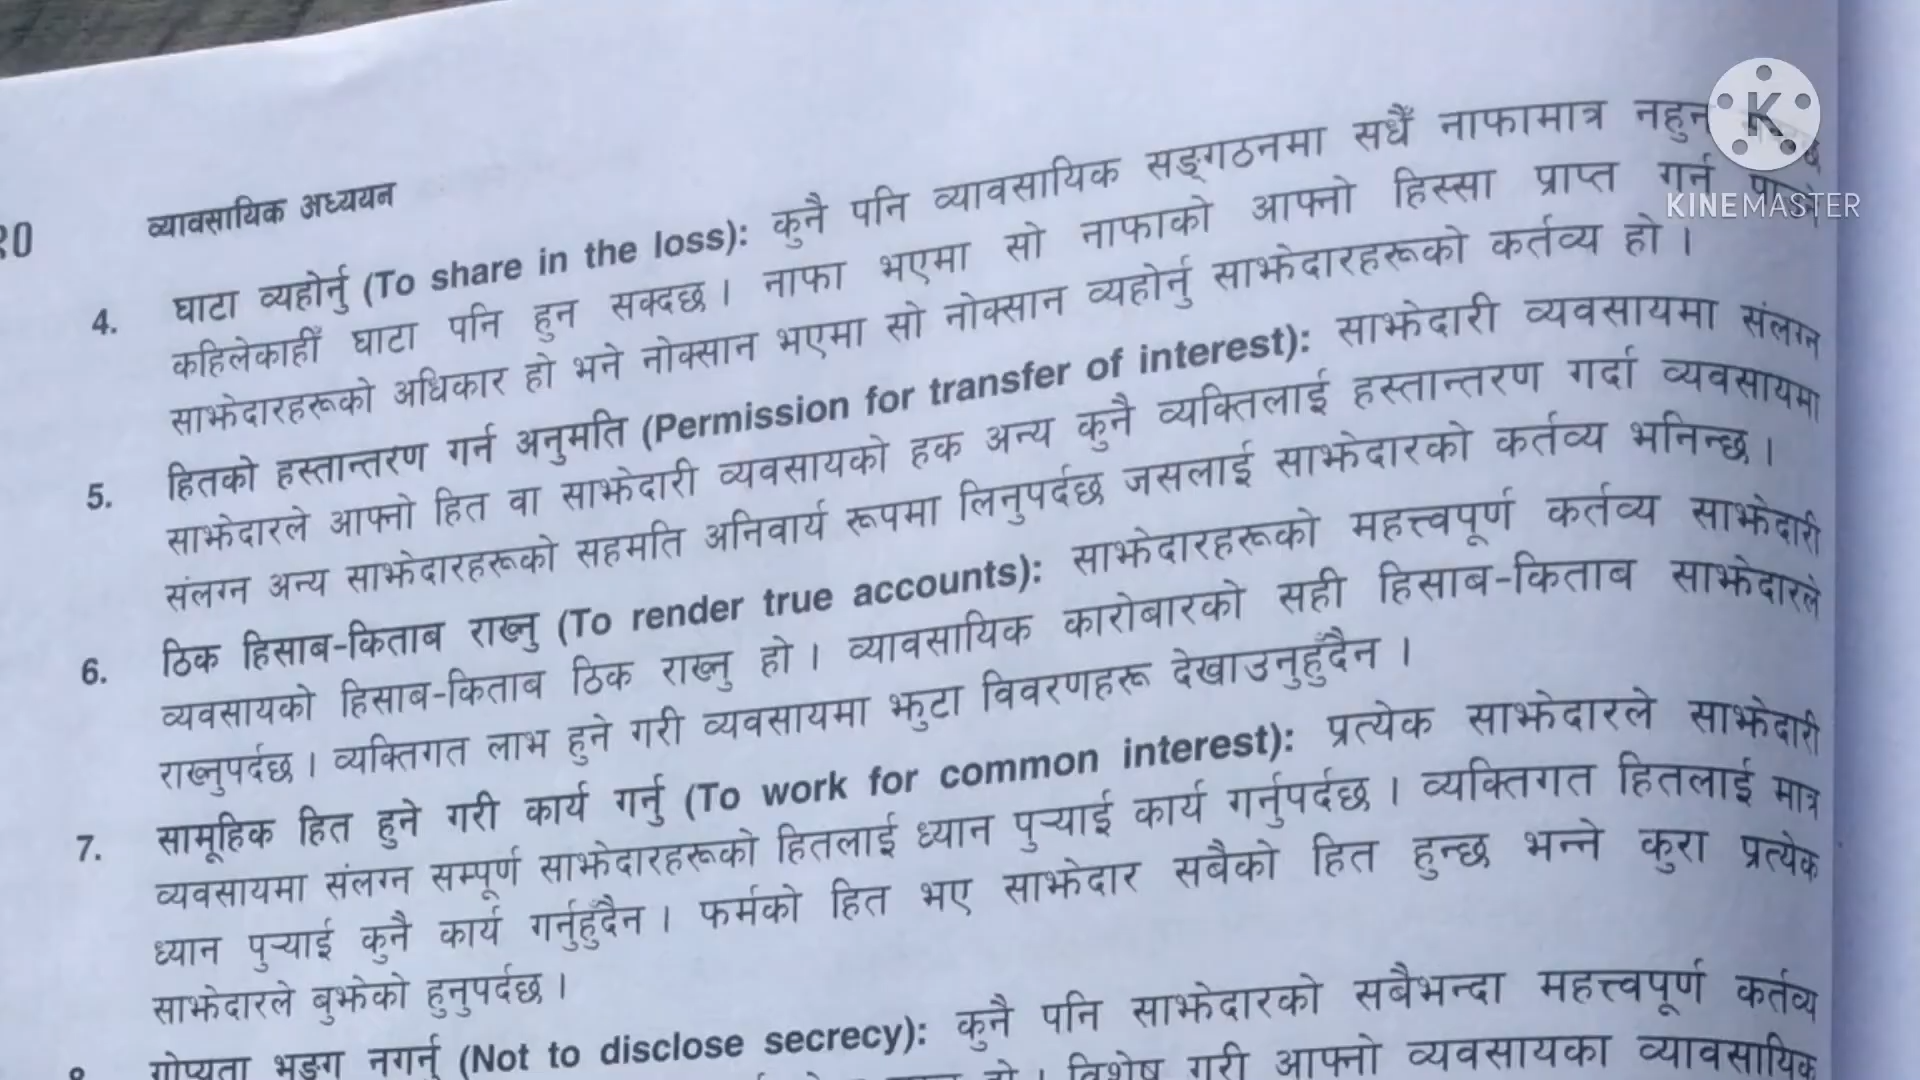 व्यावसायिक अध्ययन
4. घाटा व्यहोर्नु (To share in the loss): कुनै पनि व्यावसायिक सङ्गठनमा सधैँ नाफामात्र नहुन
कहिलेकाहीँ घाटा पनि हुन सक्दछ । नाफा भएमा सो नाफाको आफ्नो हिस्सा प्राप्त गर्न
साझेदारहरूको अधिकार हो भने नोक्सान भएमा सो नोक्सान व्यहोर्नु साझेदारहरूको कर्तव्य हो ।
5. हितको हस्तान्तरण गर्न अनुमति (Permission for transfer of interest): साझेदारी व्यवसायमा संलग्न
साझेदारले आफ्नो हित वा साझेदारी व्यवसायको हक अन्य कुनै व्यक्तिलाई हस्तान्तरण गर्दा व्यवसायमा
संलग्न अन्य साझेदारहरूको सहमति अनिवार्य रूपमा लिनुपर्दछ जसलाई साझेदारको कर्तव्य भनिन्छ ।
6. ठिक हिसाब-किताब राख्नु (To render true accounts): साझेदारहरूको महत्त्वपूर्ण कर्तव्य साझेदारी
व्यवसायको हिसाब-किताब ठिक राख्नु हो । व्यावसायिक कारोबारको सही हिसाब-किताब साझेदारले
राख्नुपर्दछ । व्यक्तिगत लाभ हुने गरी व्यवसायमा झुटा विवरणहरू देखाउनुहुँदैन ।
7. सामूहिक हित हुने गरी कार्य गर्नु (To work for common interest): प्रत्येक साझेदारले साझेदारी
व्यवसायमा संलग्न सम्पूर्ण साझेदारहरूको हितलाई ध्यान पुऱ्याई कार्य गर्नुपर्दछ । व्यक्तिगत हितलाई मात्र
ध्यान पुऱ्याई कुनै कार्य गर्नुहुँदैन । फर्मको हित भए साझेदार सबैको हित हुन्छ भन्ने कुरा प्रत्येक
साझेदारले बुझेको हुनुपर्दछ ।
गोप्यता भङ्ग नगर्नु (Not to disclose secrecy): कुनै पनि साझेदारको सबैभन्दा महत्त्वपूर्ण कर्तव्य
हो । विशेष गरी आफ्नो व्यवसायका व्यावसायिक
KINEMASTER